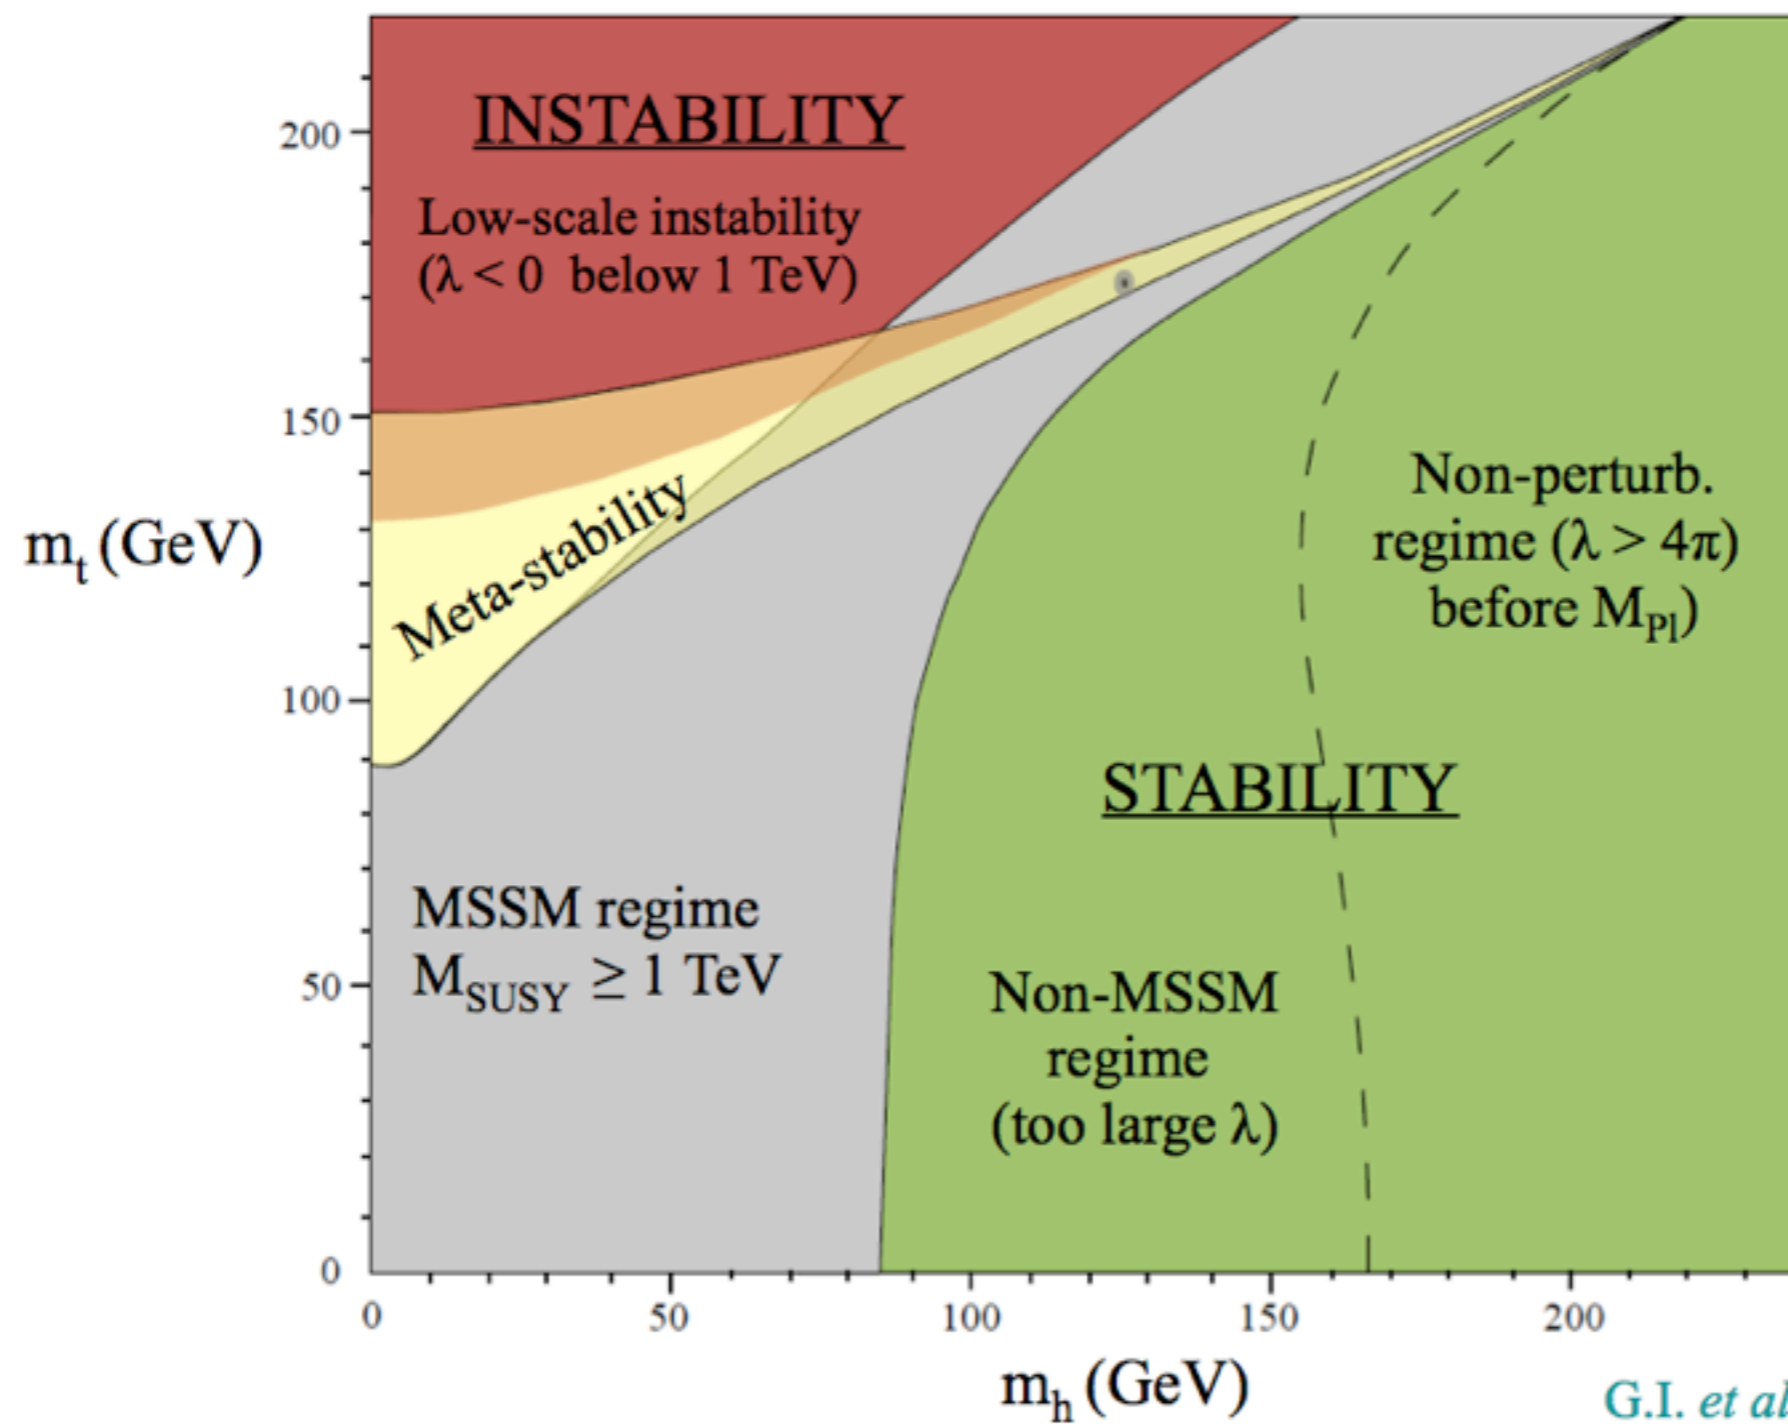 INSTABILITY
Low-scale instability
(λ < 0 below 1 TeV)
200
150
100
50
0
m_t (GeV)
Meta-stability
Non-perturb.
regime (λ > 4π)
before M_Pl)
STABILITY
MSSM regime
M_SUSY ≥ 1 TeV
Non-MSSM
regime
(too large λ)
0 50 100 150 200
m_h (GeV)
G.I. et al